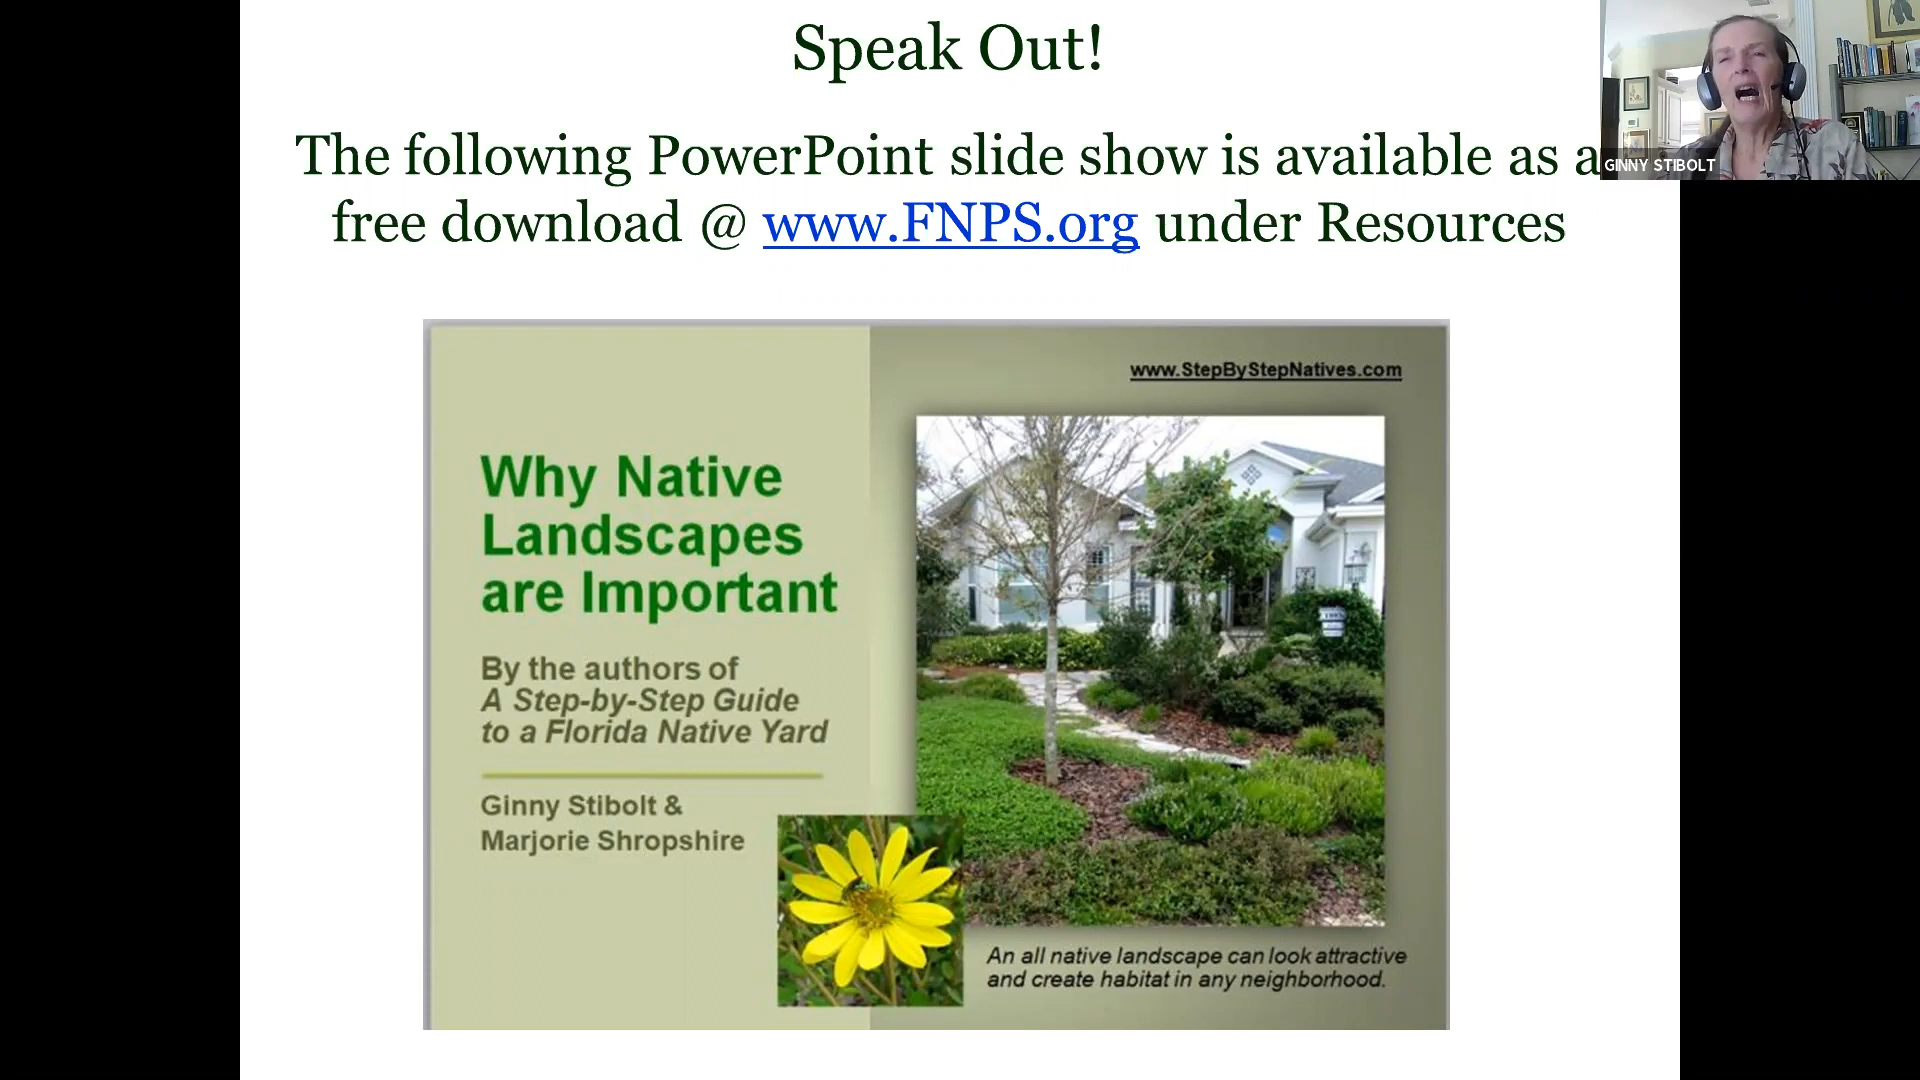 Speak Out!
The following PowerPoint slide show is available as a
free download @ www.FNPS.org under Resources
GINNY STIBOLT
www.StepByStepNatives.com
Why Native
Landscapes
are Important
By the authors of
A Step-by-Step Guide
to a Florida Native Yard
Ginny Stibolt &
Marjorie Shropshire
An all native landscape can look attractive
and create habitat in any neighborhood.